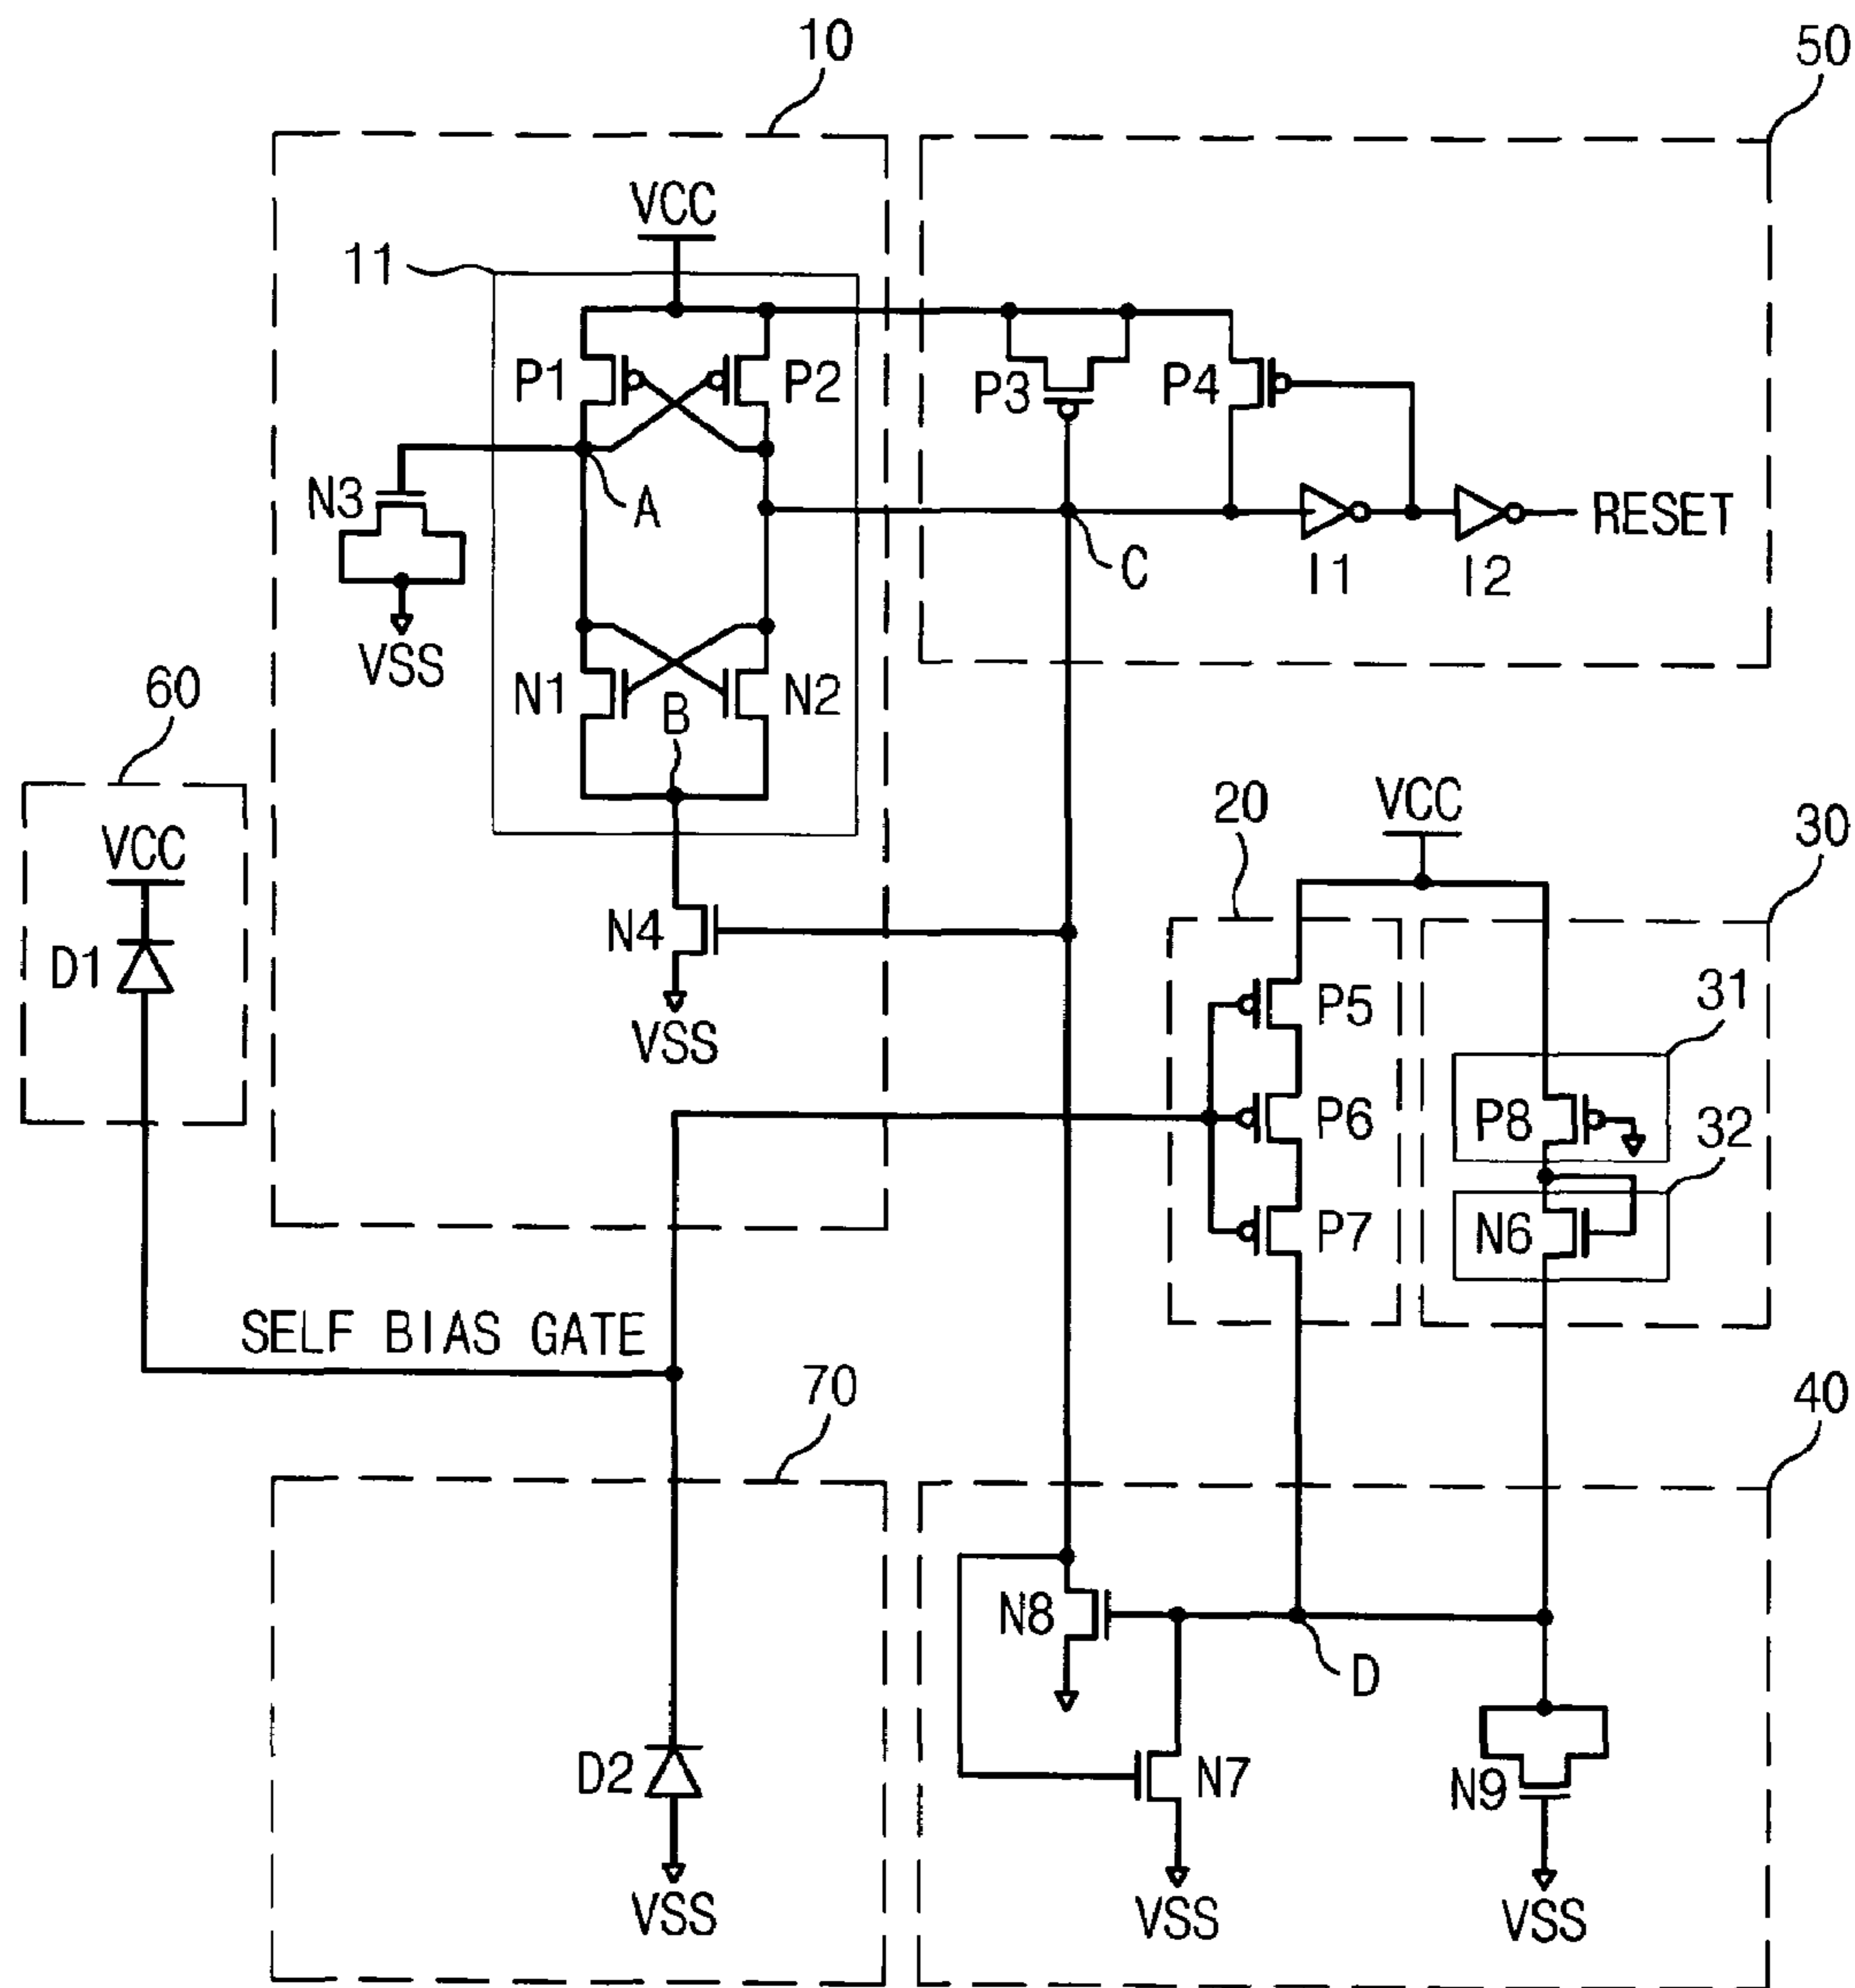 10
50
VCC
11
P1
P2
P3
P4
N3
A
RESET
C
I1
I2
VSS
60
N1
B
N2
VCC
20
VCC
30
D1
N4
P5
31
VSS
P6
P8
32
P7
N6
SELF BIAS GATE
70
40
N8
D
D2
N7
N9
VSS
VSS
VSS